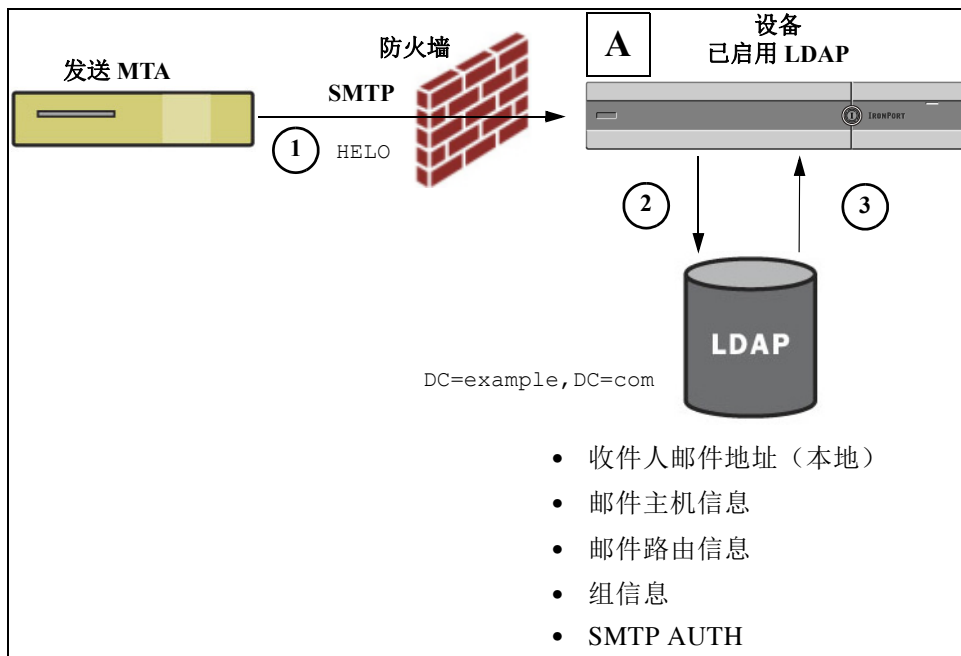 发送 MTA
防火墙
A
设备
已启用 LDAP
SMTP
1
HELO
IRONPORT
2
3
LDAP
DC=example,DC=com
• 收件人邮件地址（本地）
• 邮件主机信息
• 邮件路由信息
• 组信息
• SMTP AUTH